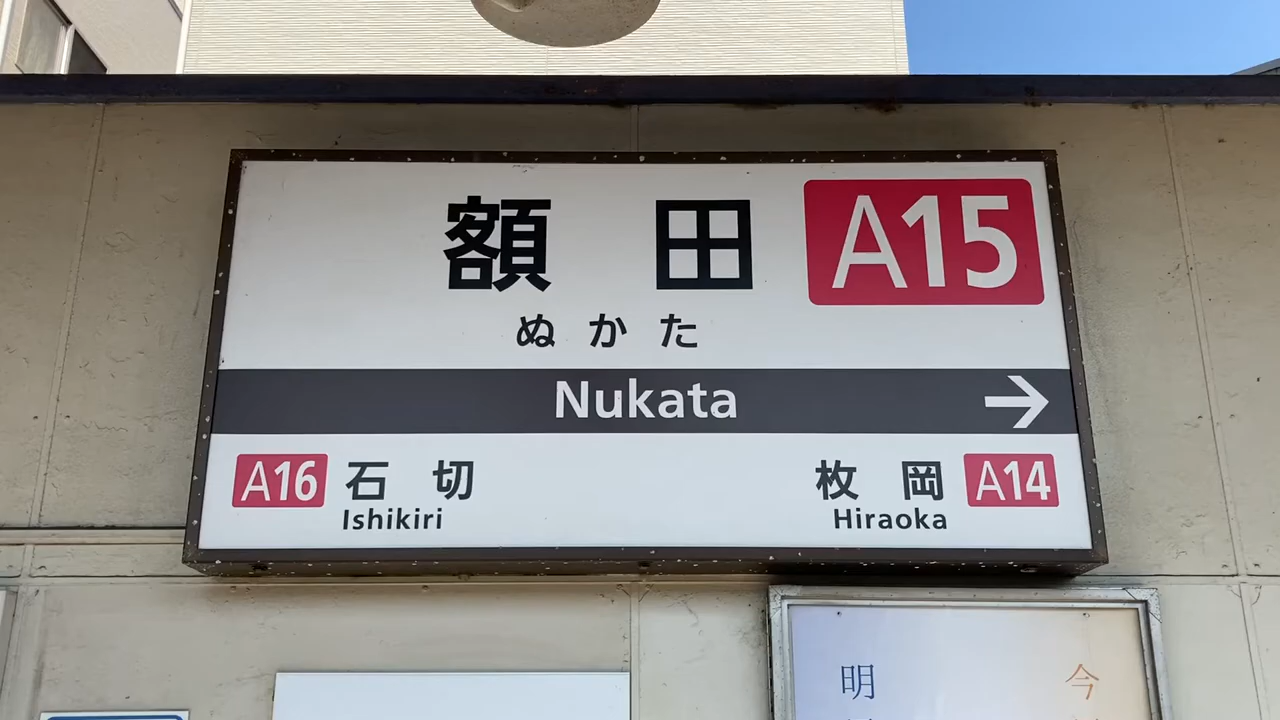 額田 A15
ぬかた
Nukata →
A16 石切 枚岡 A14
Ishikiri Hiraoka
明 今